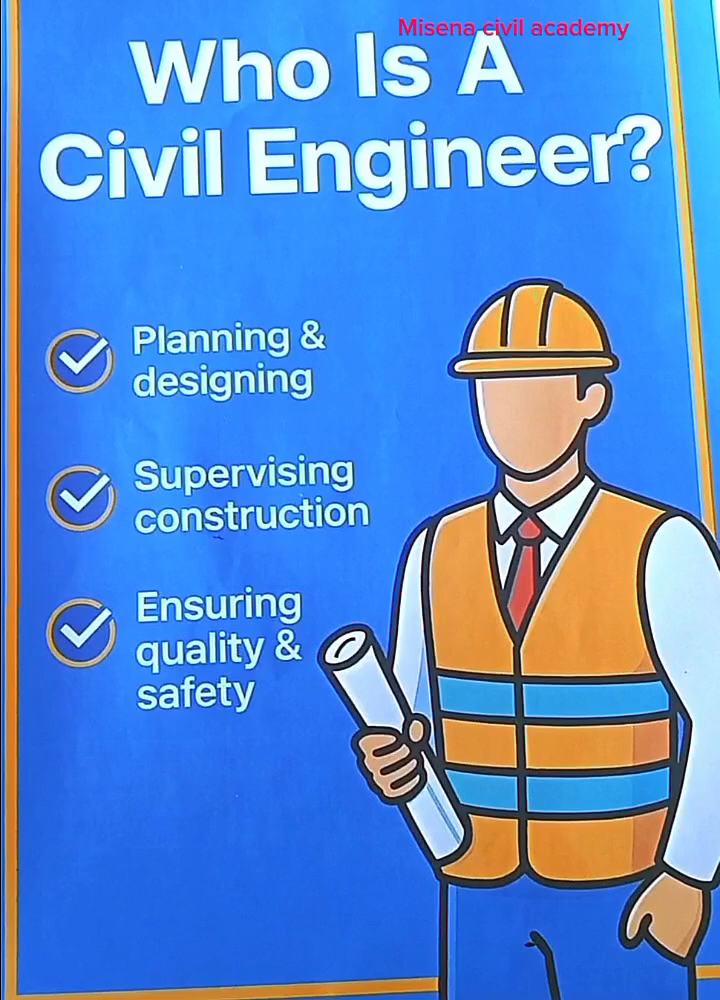 Misena civil academy
Who Is A
Civil Engineer?
Planning &
designing
Supervising
construction
Ensuring
quality &
safety